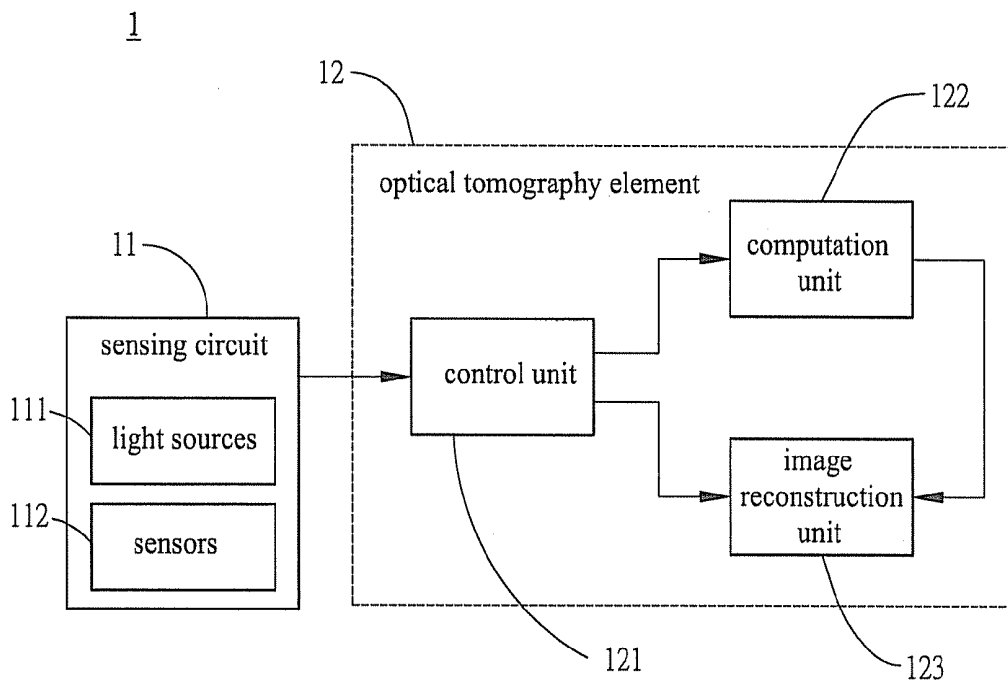 1
12
122
optical tomography element
computation
unit
11
sensing circuit
control unit
111
light sources
image
reconstruction
unit
112
sensors
121
123